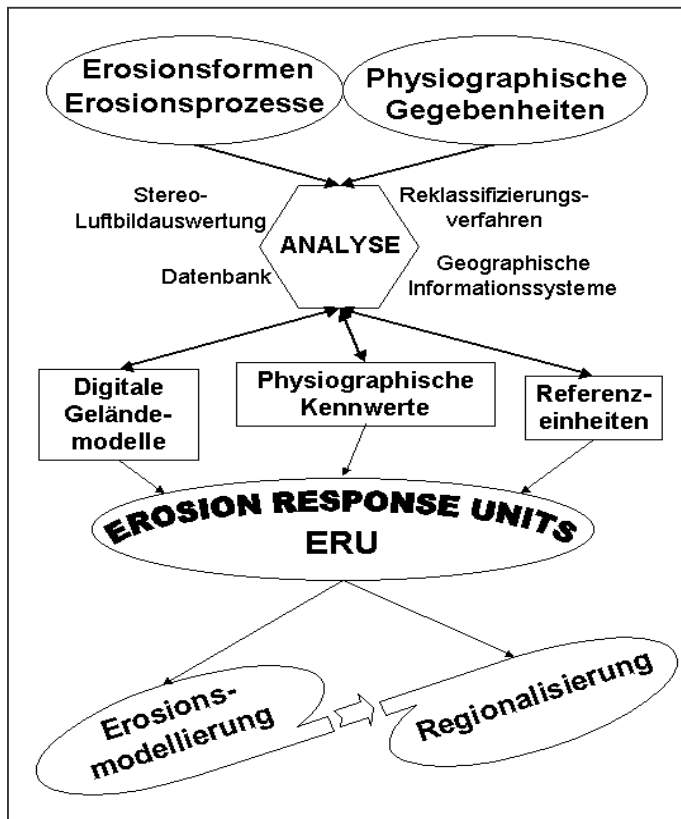 Erosionsformen
Erosionsprozesse
Physiographische
Gegebenheiten
Stereo-
Luftbildauswertung
Datenbank
ANALYSE
Reklassifizierungs-
verfahren
Geographische
Informationssysteme
Digitale
Gelände-
modelle
Physiographische
Kennwerte
Referenz-
einheiten
EROSION RESPONSE UNITS
ERU
Erosions-
modellierung
Regionalisierung